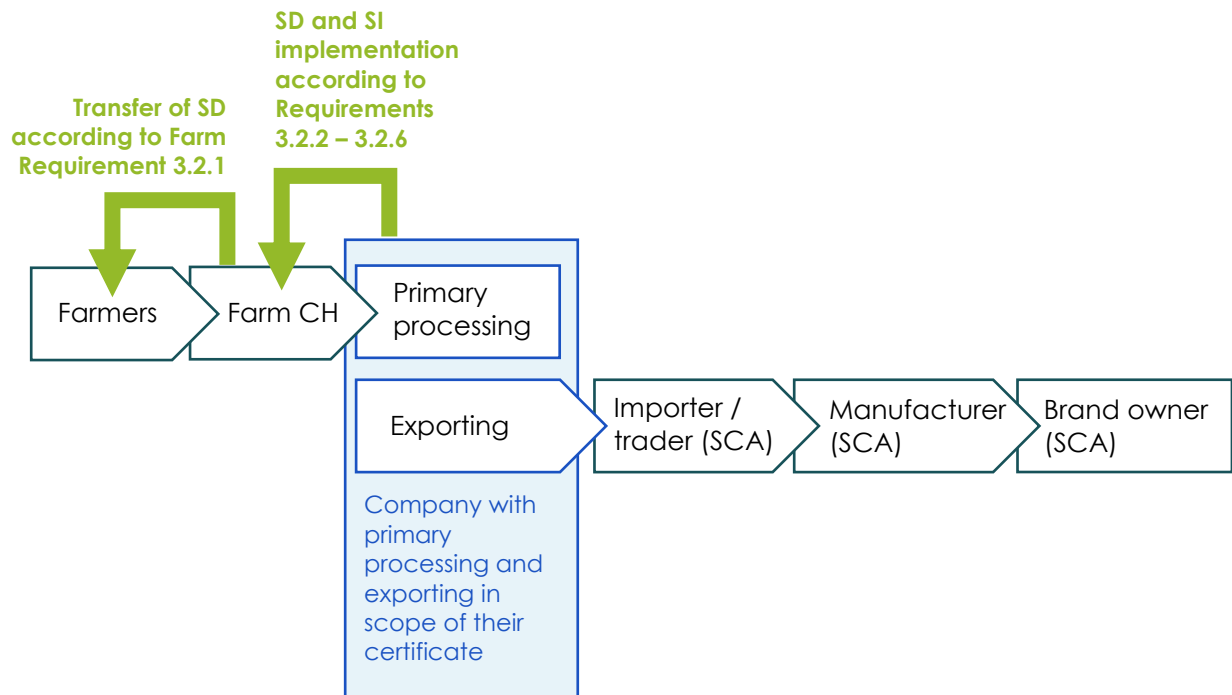 SD and SI
implementation
according to
Requirements
3.2.2 – 3.2.6
Transfer of SD
according to Farm
Requirement 3.2.1
Farmers
Farm CH
Primary
processing
Exporting
Importer /
trader (SCA)
Manufacturer
(SCA)
Brand owner
(SCA)
Company with
primary
processing and
exporting in
scope of their
certificate